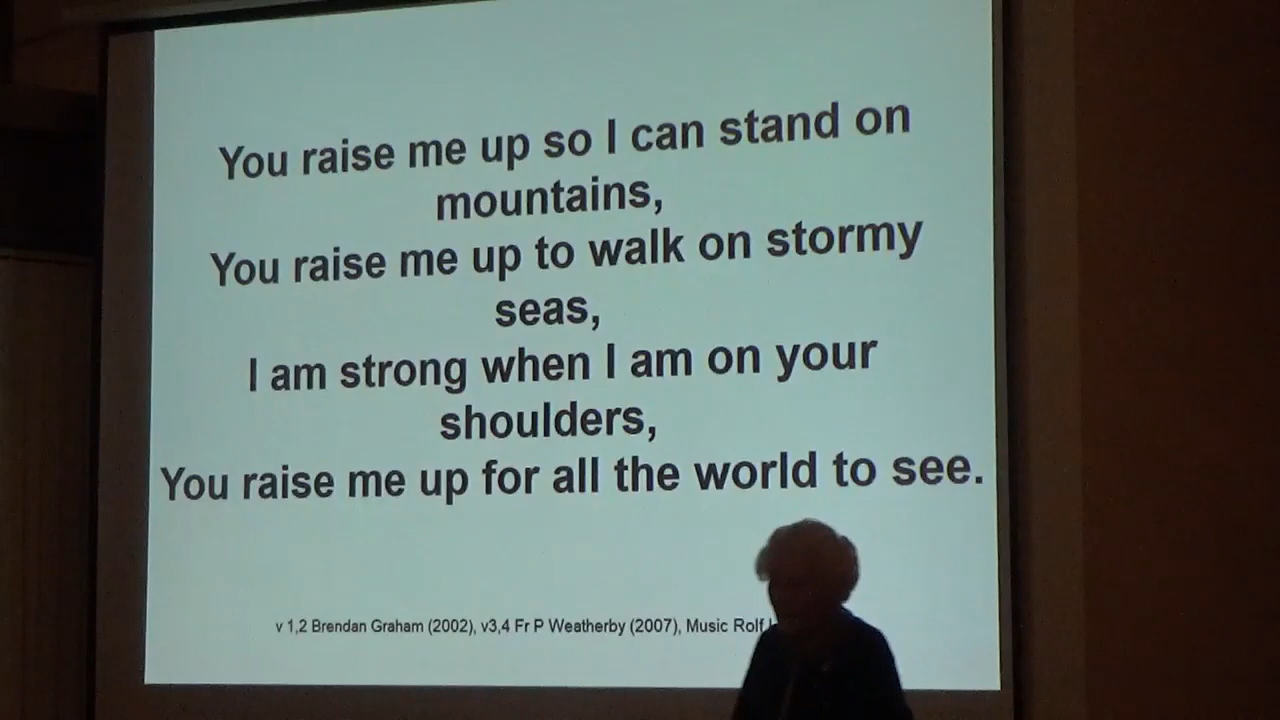 You raise me up so I can stand on
mountains,
You raise me up to walk on stormy
seas,
I am strong when I am on your
shoulders,
You raise me up for all the world to see.
v 1,2 Brendan Graham (2002), v3,4 Fr P Weatherby (2007), Music Rolf